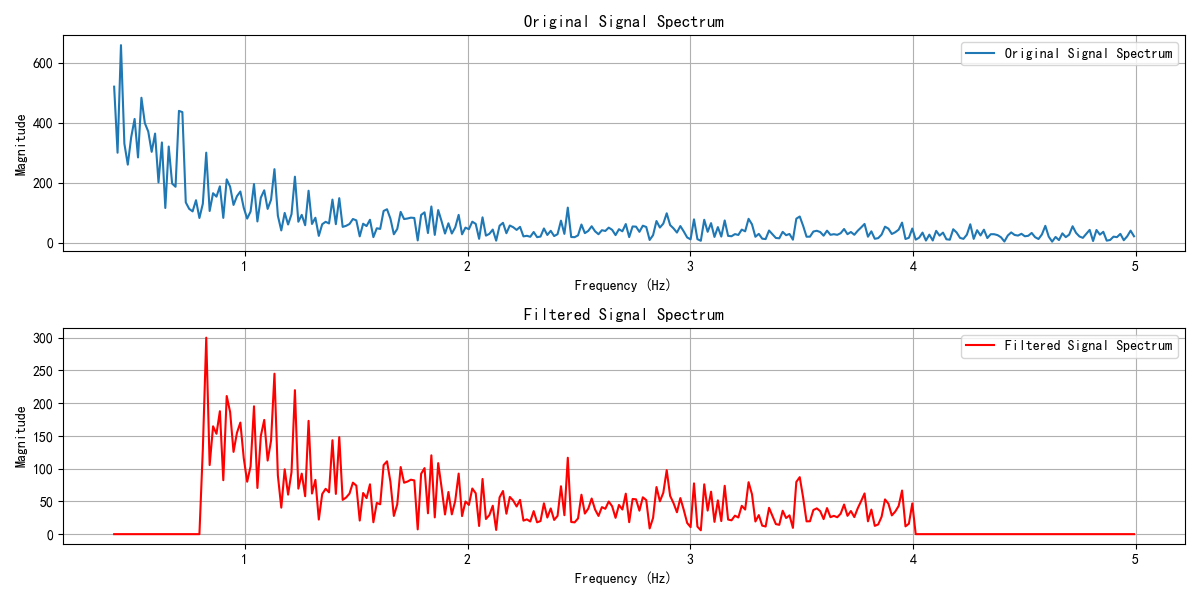 Original Signal Spectrum
Original Signal Spectrum
Magnitude
600
400
200
0
1
2
3
4
5
Frequency (Hz)
Filtered Signal Spectrum
Filtered Signal Spectrum
Magnitude
300
250
200
150
100
50
0
1
2
3
4
5
Frequency (Hz)